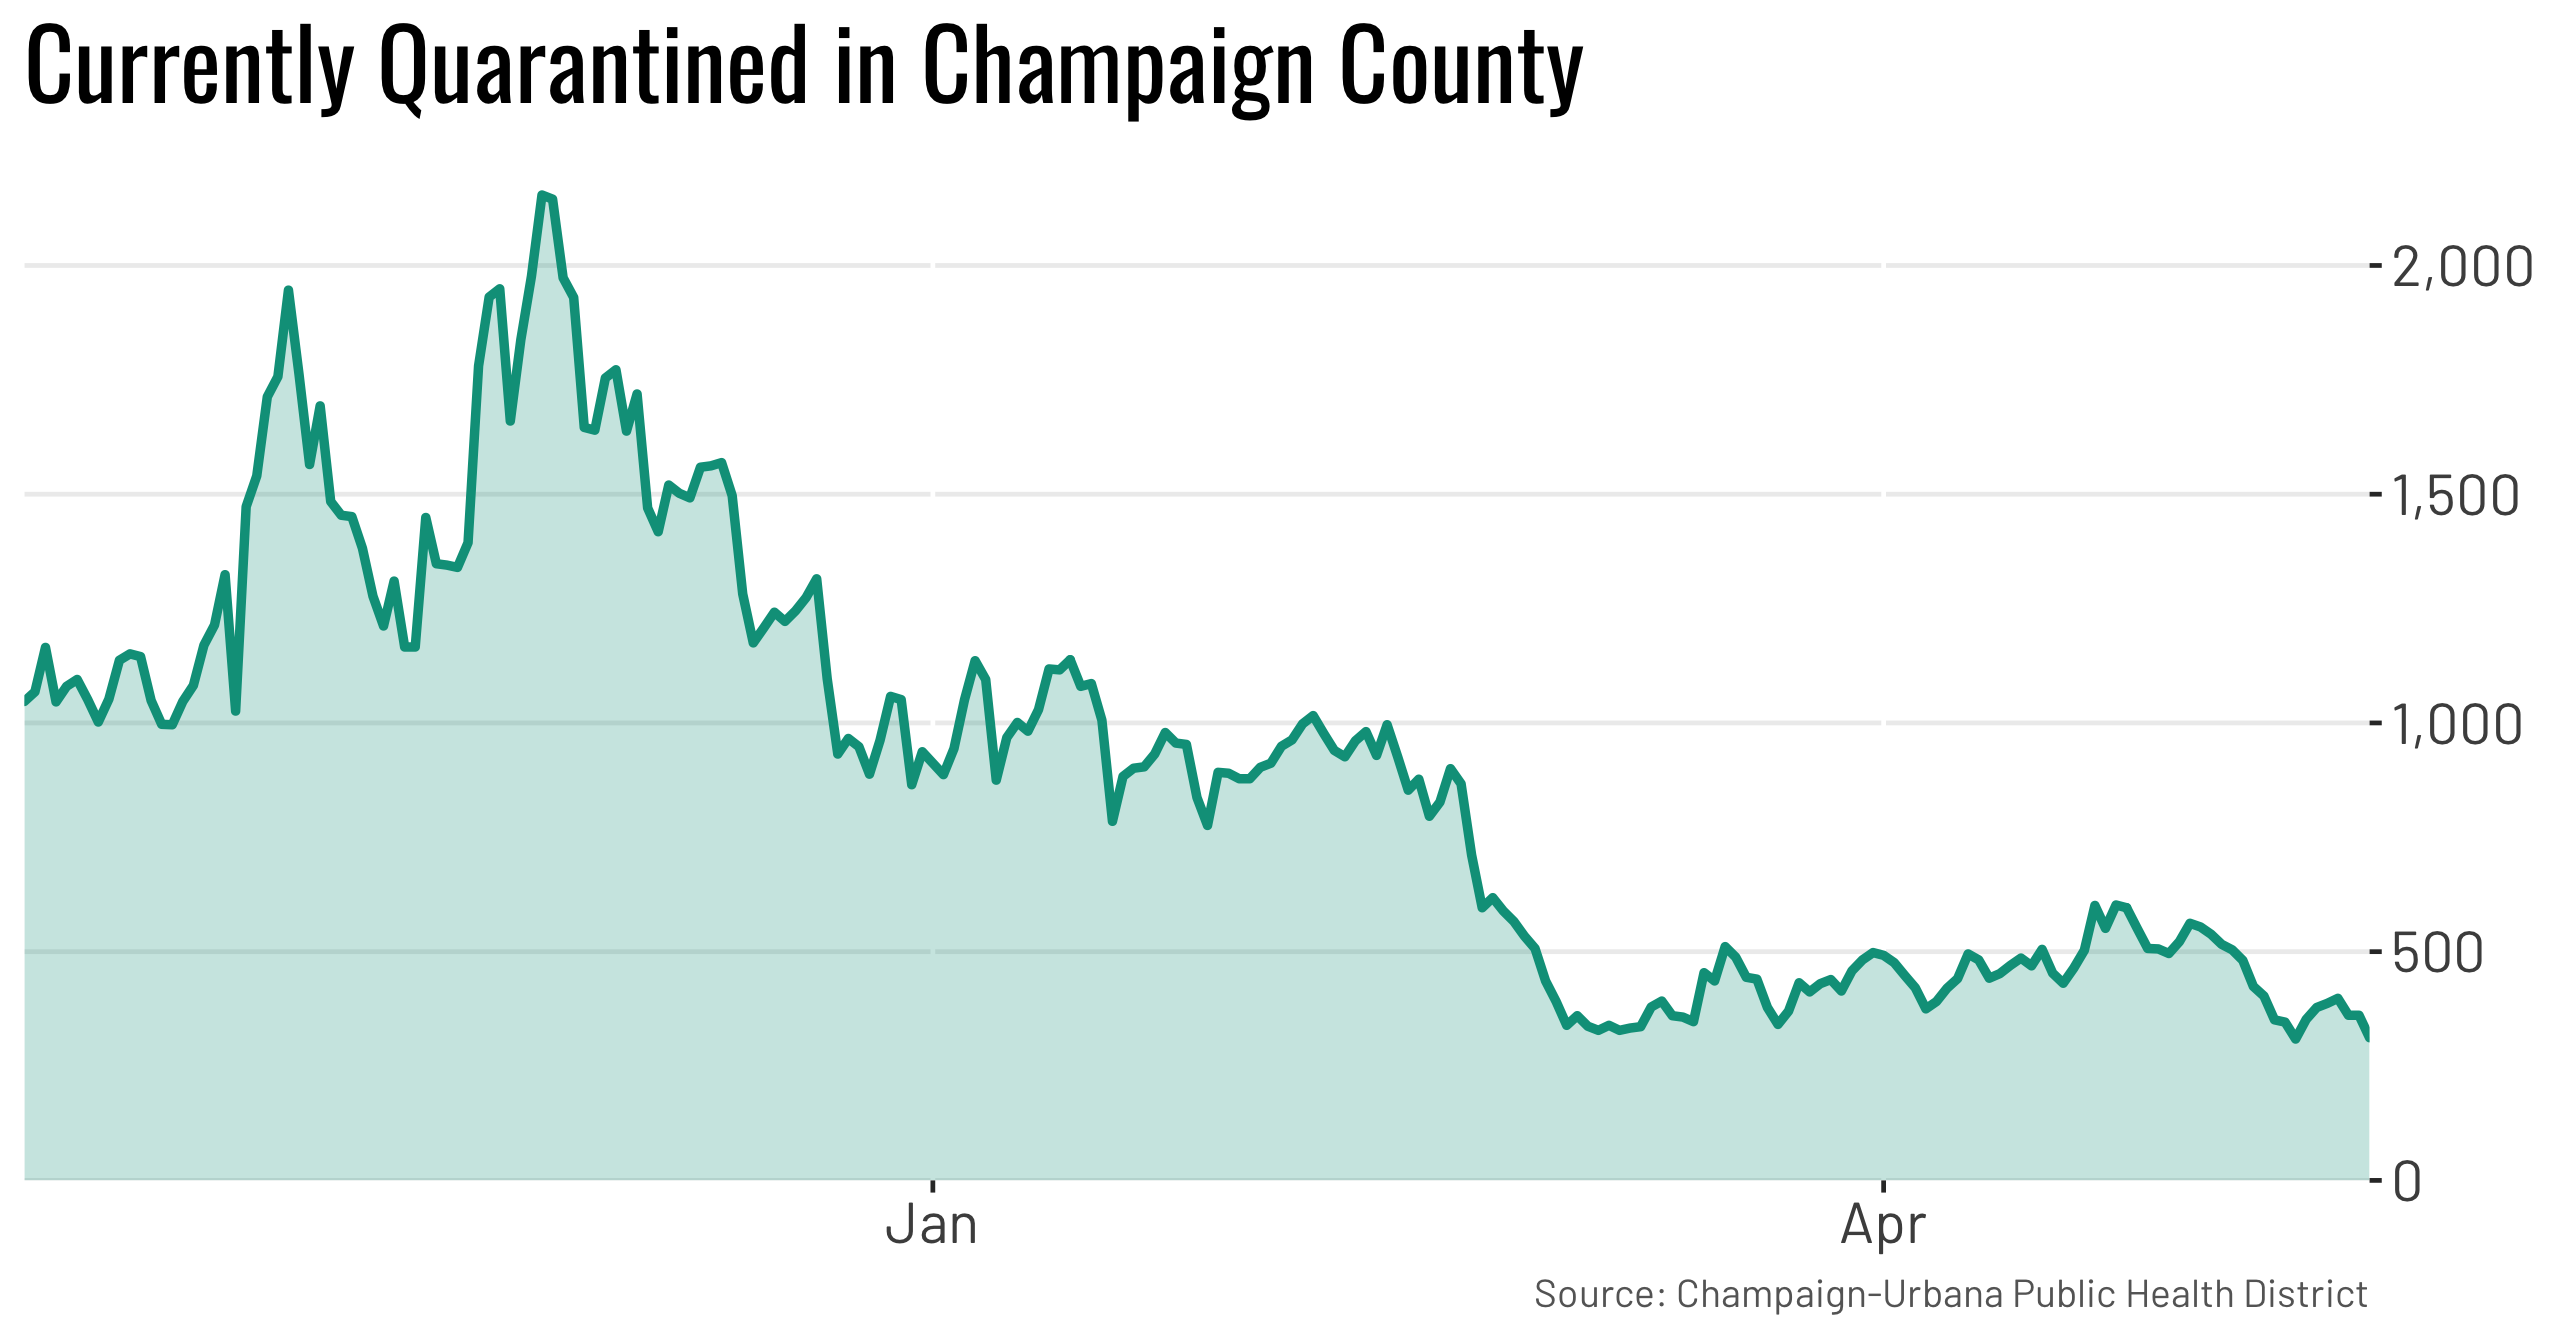 Currently Quarantined in Champaign County
2,000
1,500
1,000
500
0
Jan Apr
Source: Champaign-Urbana Public Health District